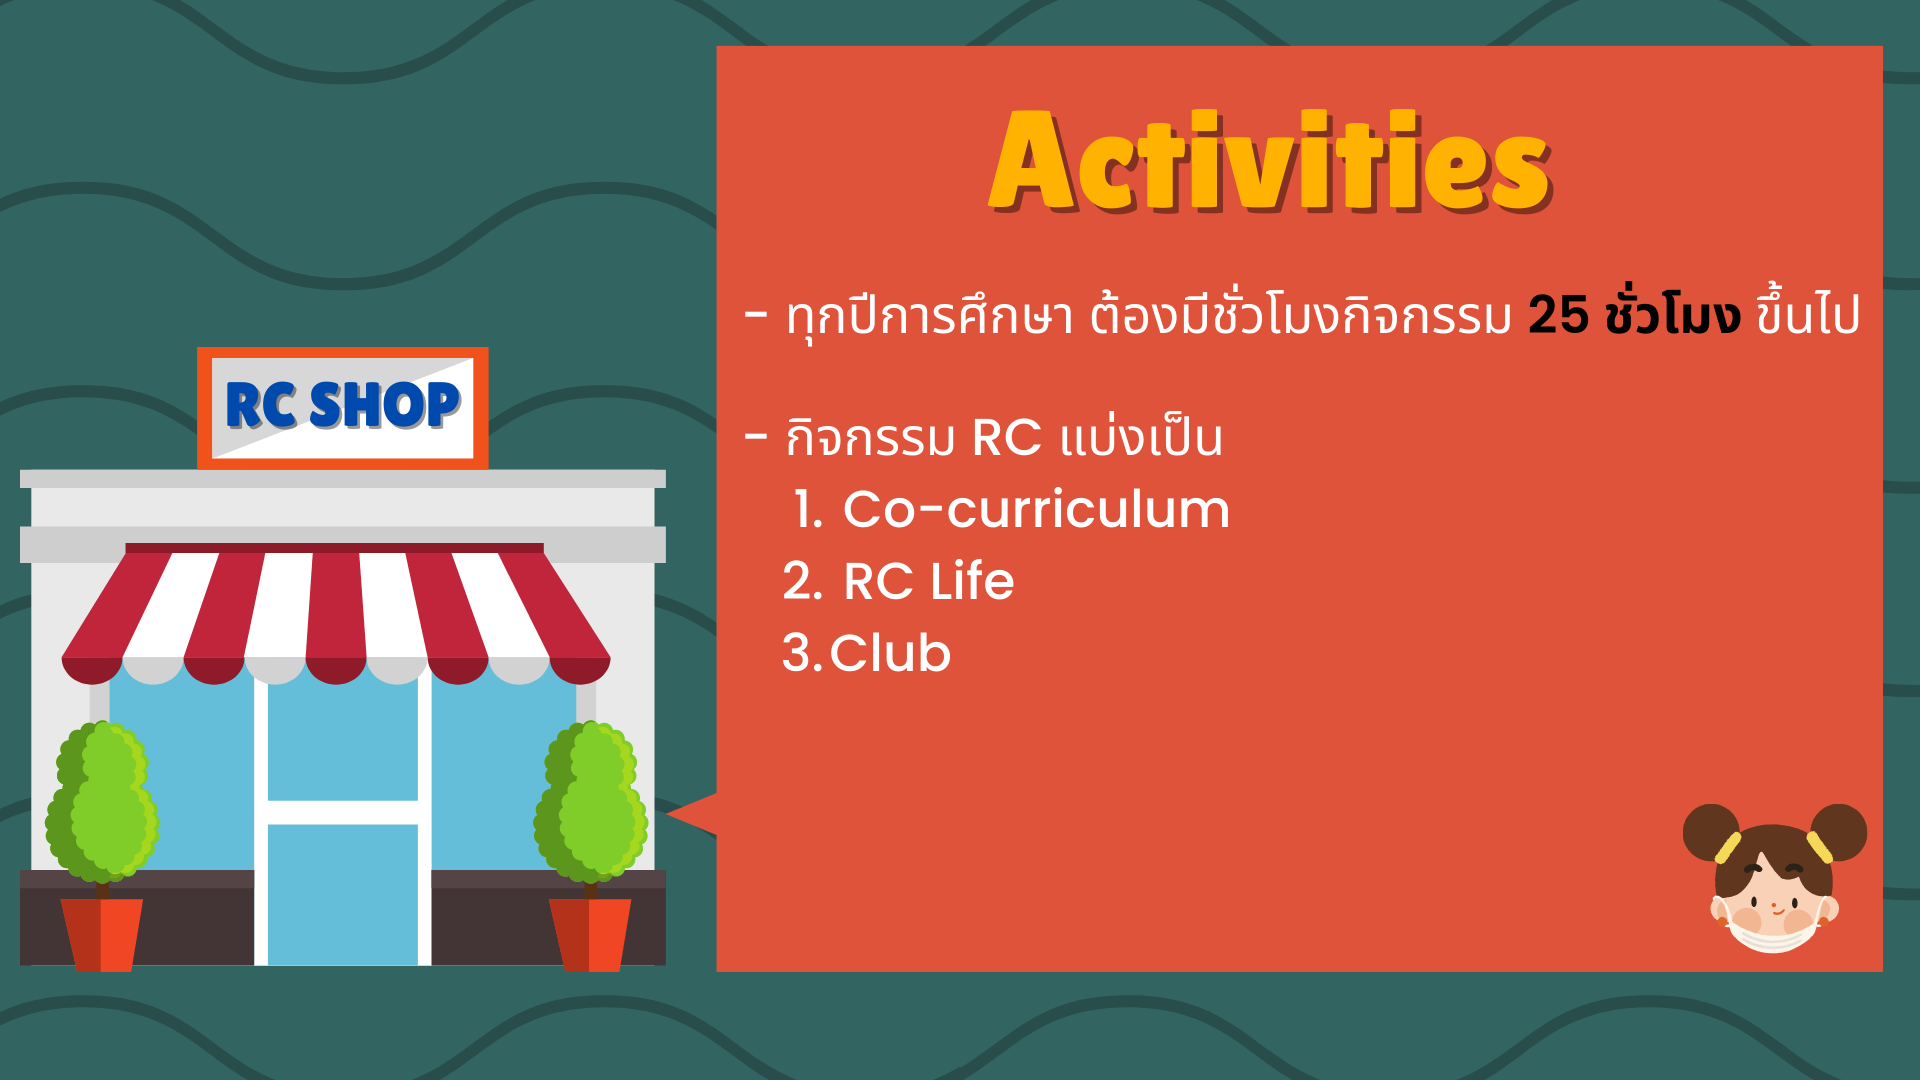 Activities
- ทุกปีการศึกษา ต้องมีชั่วโมงกิจกรรม 25 ชั่วโมง ขึ้นไป
RC SHOP
- กิจกรรม RC แบ่งเป็น
1. Co-curriculum
2. RC Life
3. Club